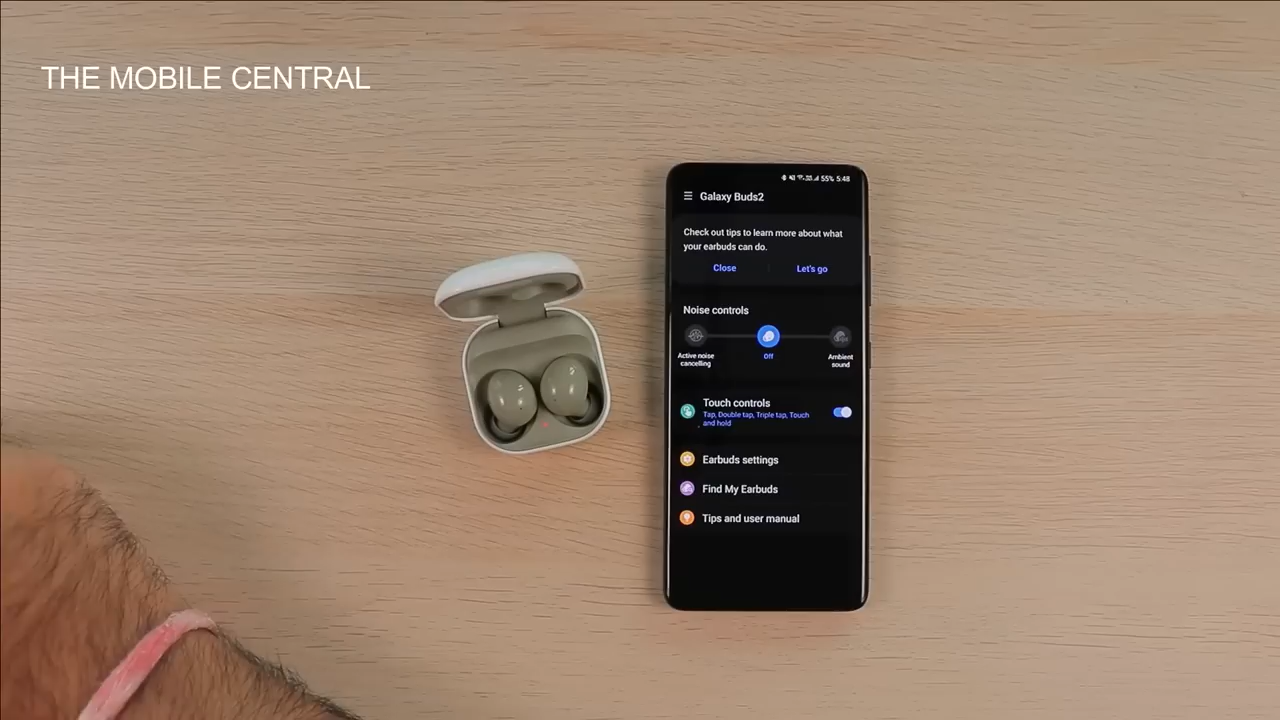 THE MOBILE CENTRAL
55% 5:48
Galaxy Buds2
Check out tips to learn more about what
your earbuds can do.
Close
Let's go
Noise controls
Active noise
cancelling
Off
Ambient
sound
Touch controls
Tap, Double tap, Triple tap, Touch
and hold
Earbuds settings
Find My Earbuds
Tips and user manual